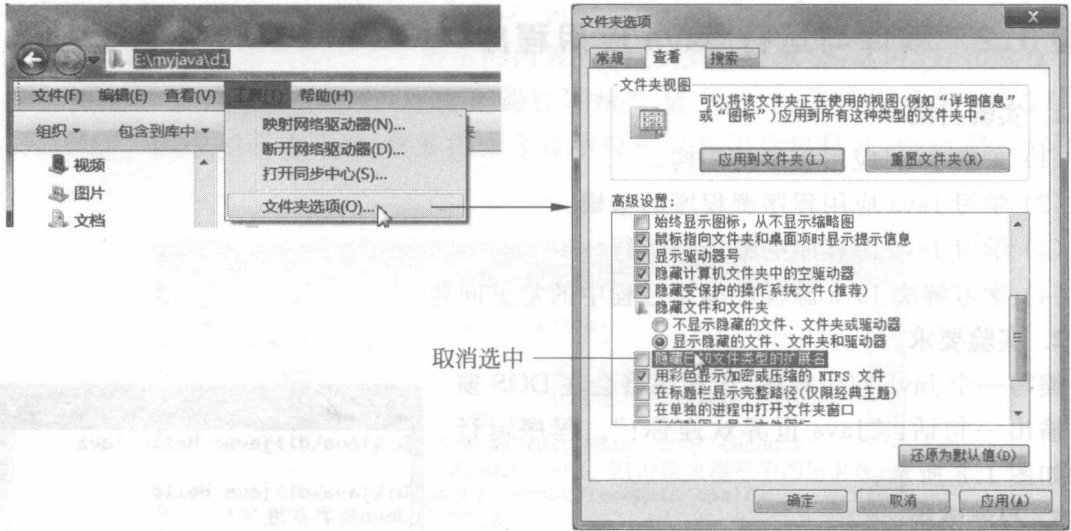 E:\myjava\d1
文件(F) 编辑(E) 查看(V) 工具(T) 帮助(H)
组织 包含到库中
视频
图片
文档
映射网络驱动器(N)...
断开网络驱动器(D)...
打开同步中心(S)...
文件夹选项(O)...
取消选中
文件夹选项
常规 查看 搜索
文件夹视图
可以将该文件夹正在使用的视图(例如“详细信息”
或“图标”)应用到所有这种类型的文件夹中。
应用到文件夹(L) 重置文件夹(R)
高级设置:
始终显示图标，从不显示缩略图
鼠标指向文件夹和桌面项时显示提示信息
显示驱动器号
隐藏计算机文件夹中的空驱动器
隐藏受保护的操作系统文件(推荐)
隐藏文件和文件夹
不显示隐藏的文件、文件夹或驱动器
显示隐藏的文件、文件夹和驱动器
隐藏已知文件类型的扩展名
用彩色显示加密或压缩的 NTFS 文件
在标题栏显示完整路径(仅限经典主题)
在单独的进程中打开文件夹窗口
还原为默认值(D)
确定 取消 应用(A)